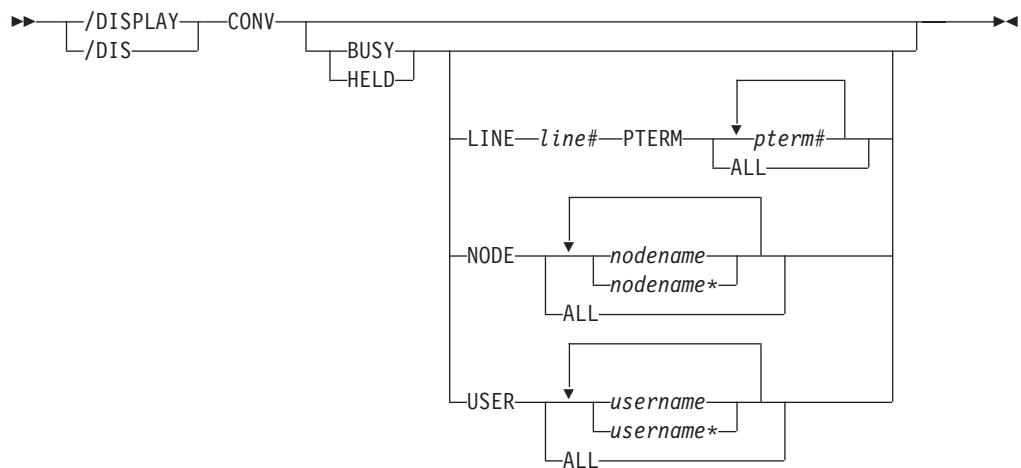 /DISPLAY CONV
/DIS BUSY
HELD
LINE line# PTERM pterm#
ALL
NODE nodename
nodename*
ALL
USER username
username*
ALL